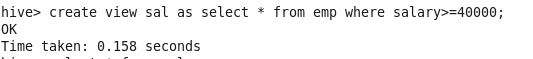 hive> create view sal as select * from emp where salary>=40000;
OK
Time taken: 0.158 seconds